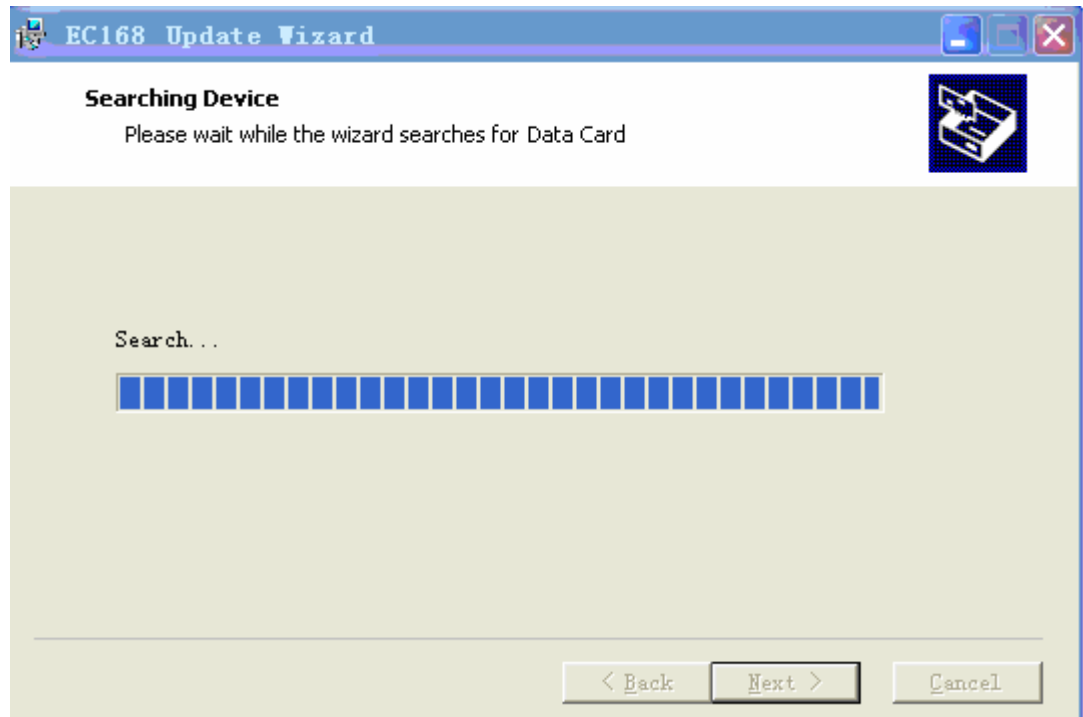 EC168 Update Wizard
Searching Device
Please wait while the wizard searches for Data Card
Search...
< Back
Next >
Cancel